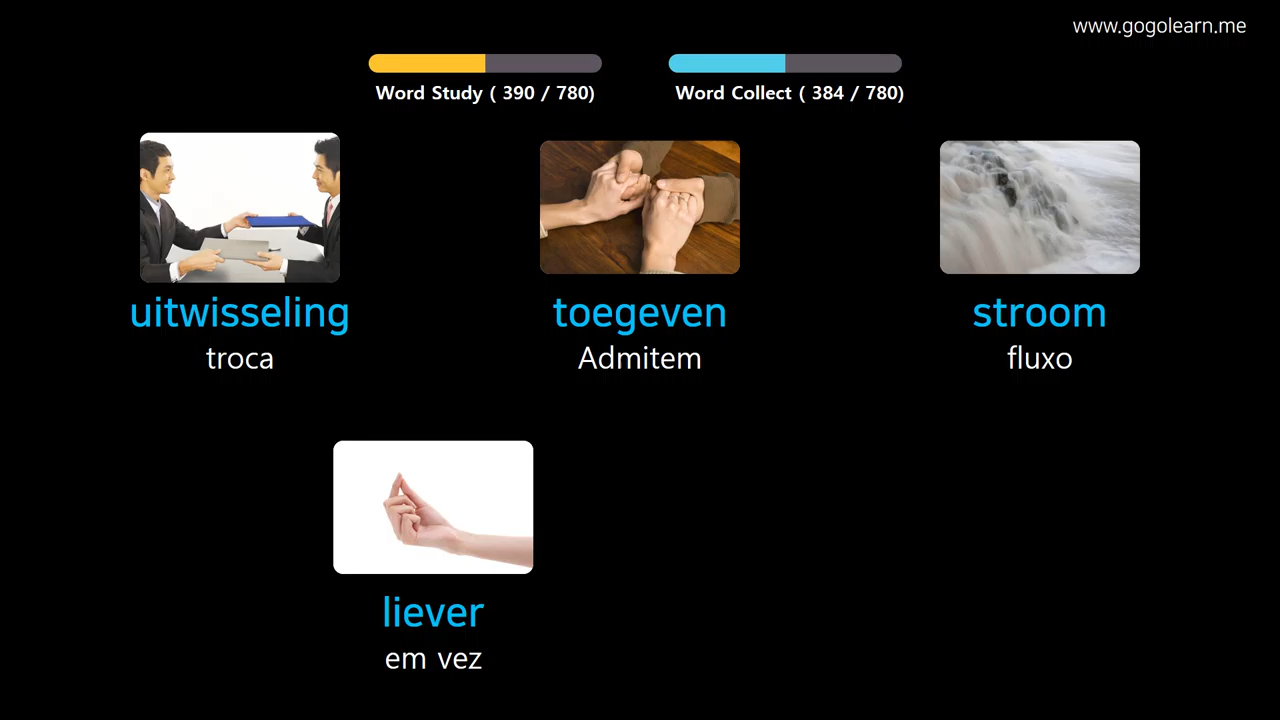 www.gogolearn.me
Word Study ( 390 / 780)
Word Collect ( 384 / 780)
uitwisseling
troca
toegeven
Admitem
stroom
fluxo
liever
em vez